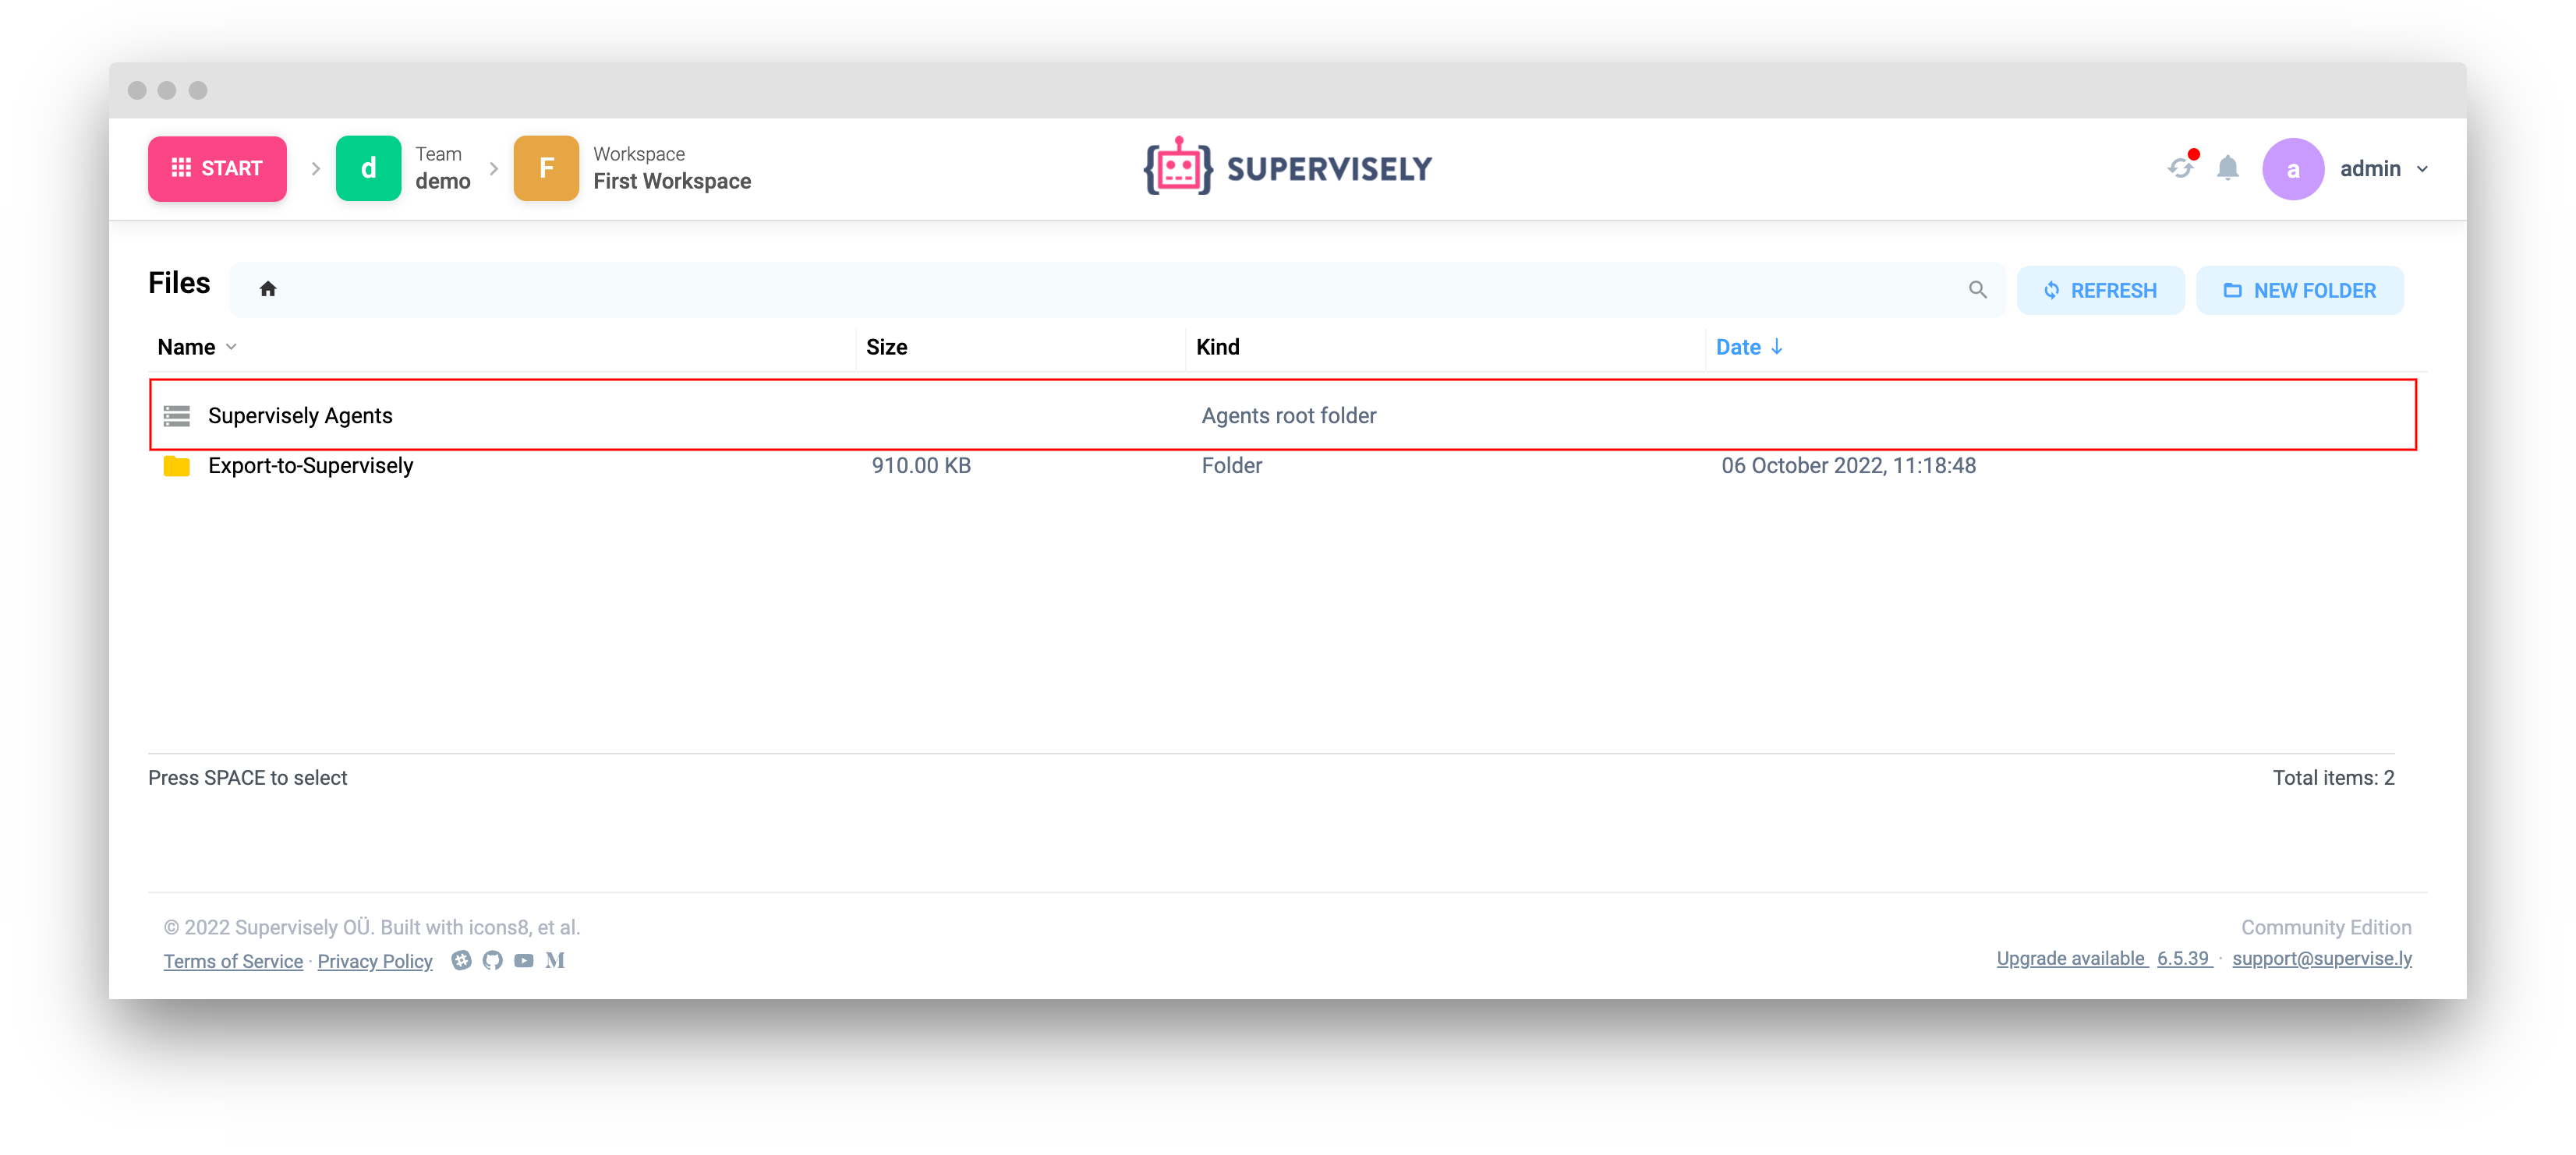 START
d
Team
demo
F
Workspace
First Workspace
SUPERVISELY
a
admin
Files
REFRESH
NEW FOLDER
Name
Size
Kind
Date
Supervisely Agents
Agents root folder
Export-to-Supervisely
910.00 KB
Folder
06 October 2022, 11:18:48
Press SPACE to select
Total items: 2
© 2022 Supervisely OÜ. Built with icons8, et al.
Community Edition
Terms of Service · Privacy Policy
Upgrade available 6.5.39 · support@supervise.ly